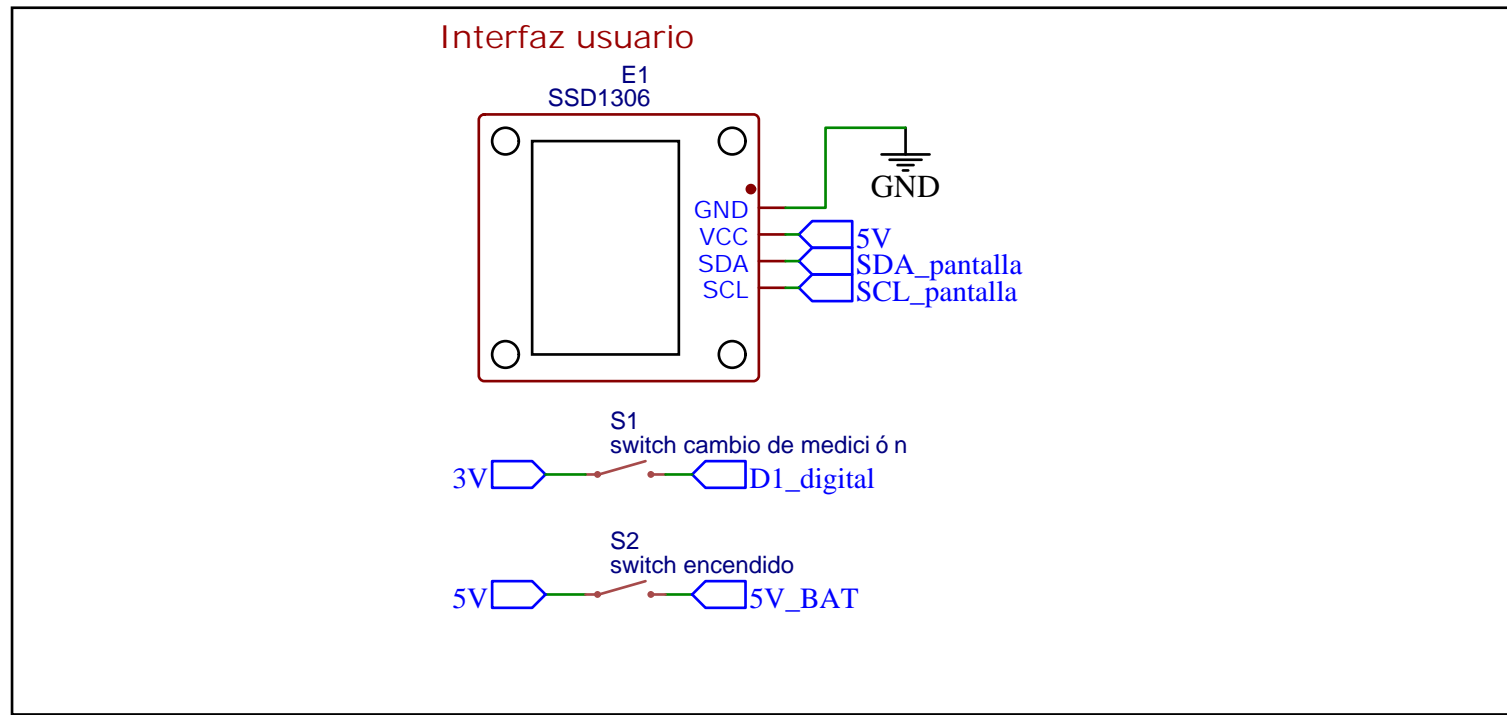 Interfaz usuario
E1
SSD1306
GND
GND
VCC
5V
SDA
SDA_pantalla
SCL
SCL_pantalla
S1
switch cambio de medici ó n
3V
D1_digital
S2
switch encendido
5V
5V_BAT